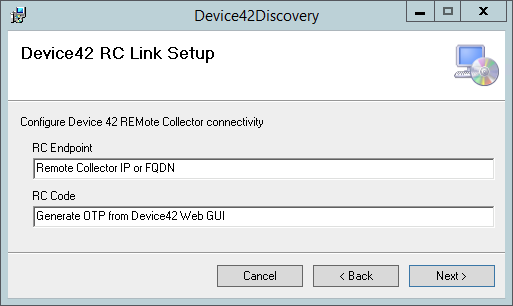 Device42Discovery
Device42 RC Link Setup
Configure Device 42 REMote Collector connectivity
RC Endpoint
Remote Collector IP or FQDN
RC Code
Generate OTP from Device42 Web GUI
Cancel
< Back
Next >